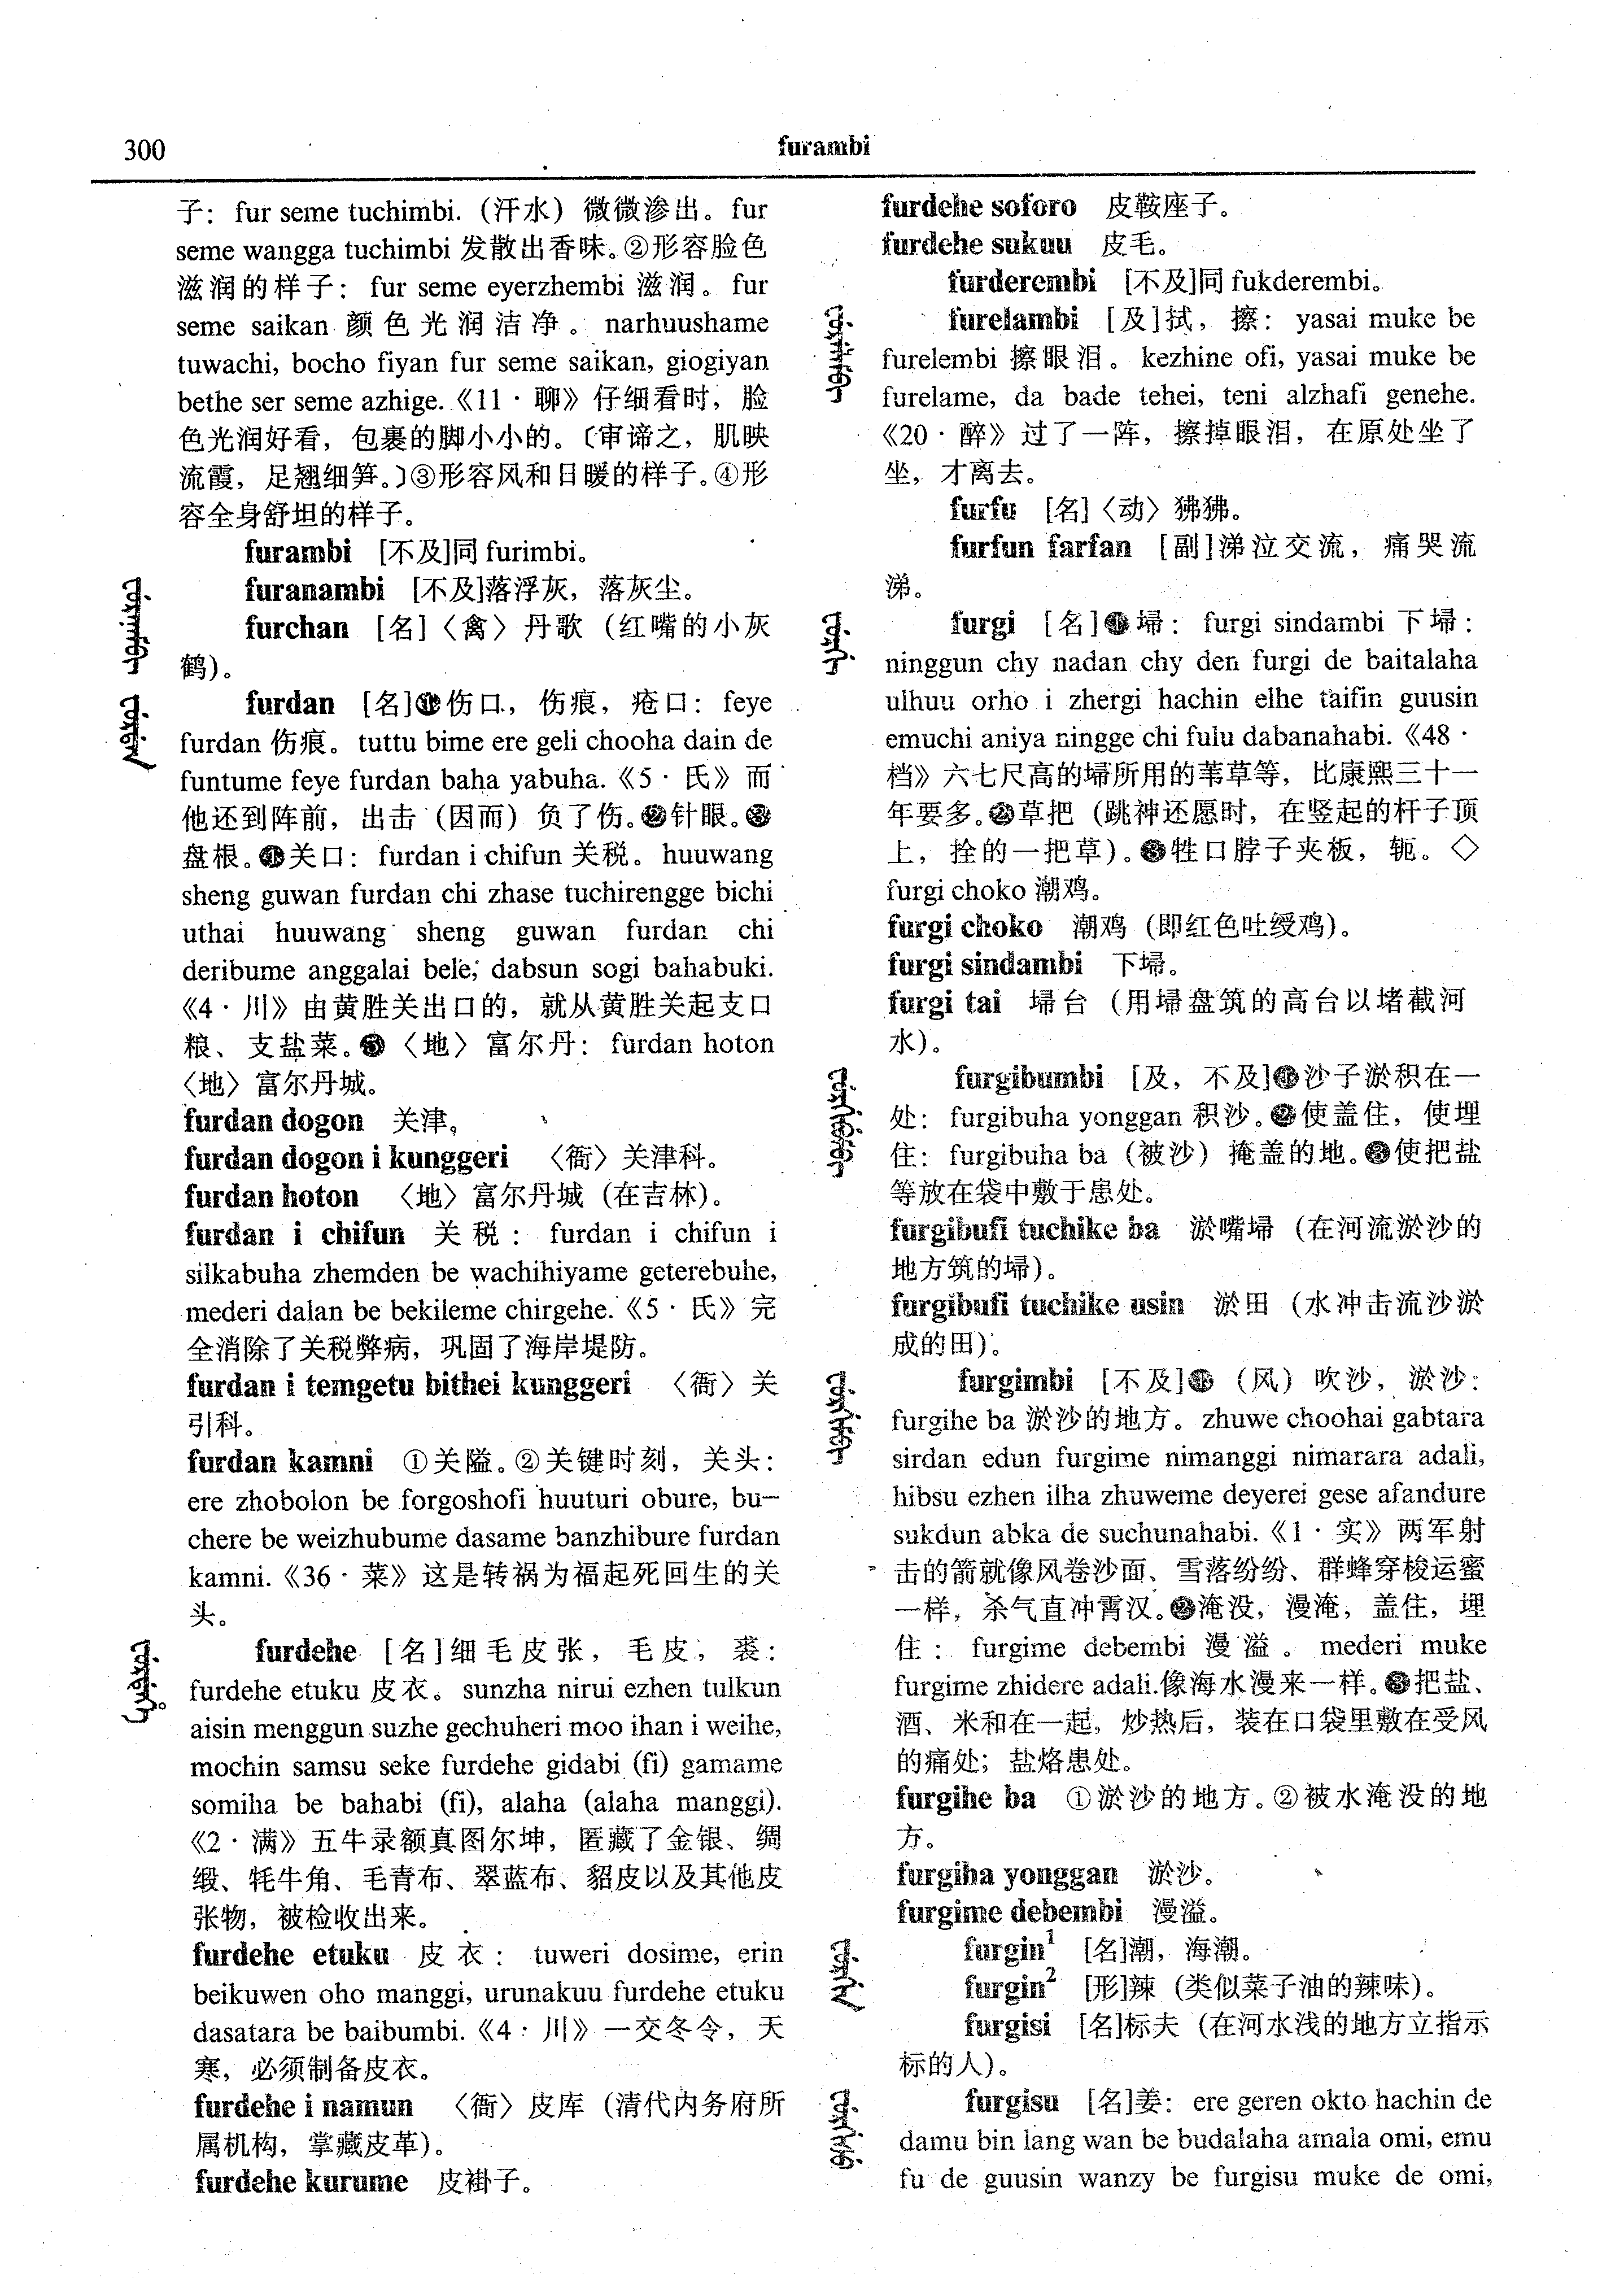 300
furambi
子：fur seme tuchimbi.（汗水）微微渗出。fur
seme wangga tuchimbi 发散出香味。②形容脸色
滋润的样子：fur seme eyerzhembi 滋润。fur
seme saikan 颜色光润洁净。narhuushame
tuwachi, bocho fiyan fur seme saikan, giogiyan
bethe ser seme azhige.《11·聊》仔细看时，脸
色光润好看，包裹的脚小小的。〔审谛之，肌映
流霞，足翘细笋。〕③形容风和日暖的样子。④形
容全身舒坦的样子。
furambi [不及]同 furimbi。
furanambi [不及]落浮灰，落灰尘。
furchan [名]〈禽〉丹歌（红嘴的小灰
鹤）。
furdan [名]❶伤口，伤痕，疮口：feye
furdan 伤痕。tuttu bime ere geli chooha dain de
funtume feye furdan baha yabuha.《5·氏》而
他还到阵前，出击（因而）负了伤。❷针眼。❸
盘根。❹关口：furdan i chifun 关税。huuwang
sheng guwan furdan chi zhase tuchirengge bichi
uthai huuwang sheng guwan furdan chi
deribume anggalai bele, dabsun sogi bahabuki.
《4·川》由黄胜关出口的，就从黄胜关起支口
粮、支盐菜。❺〈地〉富尔丹：furdan hoton
〈地〉富尔丹城。
furdan dogon 关津。
furdan dogon i kunggeri 〈衙〉关津科。
furdan hoton 〈地〉富尔丹城（在吉林）。
furdan i chifun 关税：furdan i chifun i
silkabuha zhemden be wachihiyame geterebuhe,
mederi dalan be bekileme chirgehe.《5·氏》完
全消除了关税弊病，巩固了海岸堤防。
furdan i temgetu bithei kunggeri 〈衙〉关
引科。
furdan kamni ①关隘。②关键时刻，关头：
ere zhobolon be forgoshofi huuturi obure, bu-
chere be weizhubume dasame banzhibure furdan
kamni.《36·菜》这是转祸为福起死回生的关
头。
furdehe [名]细毛皮张，毛皮，裘：
furdehe etuku 皮衣。sunzha nirui ezhen tulkun
aisin menggun suzhe gechuheri moo ihan i weihe,
mochin samsu seke furdehe gidabi (fi) gamame
somiha be bahabi (fi), alaha (alaha manggi).
《2·满》五牛录额真图尔坤，匿藏了金银、绸
缎、牦牛角、毛青布、翠蓝布、貂皮以及其他皮
张物，被检收出来。
furdehe etuku 皮衣：tuweri dosime, erin
beikuwen oho manggi, urunakuu furdehe etuku
dasatara be baibumbi.《4·川》一交冬令，天
寒，必须制备皮衣。
furdehe i namun 〈衙〉皮库（清代内务府所
属机构，掌藏皮革）。
furdehe kurume 皮褂子。
furdehe soforo 皮鞍座子。
furdehe sukuu 皮毛。
furderembi [不及]同 fukderembi。
furelambi [及]拭，擦：yasai muke be
furelembi 擦眼泪。kezhine ofi, yasai muke be
furelame, da bade tehei, teni alzhafi genehe.
《20·醉》过了一阵，擦掉眼泪，在原处坐了
坐，才离去。
furfu [名]〈动〉狒狒。
furfun farfan [副]涕泣交流，痛哭流
涕。
furgi [名]❶埽：furgi sindambi 下埽：
ninggun chy nadan chy den furgi de baitalaha
ulhuu orho i zhergi hachin elhe taifin guusin
emuchi aniya ningge chi fulu dabanahabi.《48·
档》六七尺高的埽所用的苇草等，比康熙三十一
年要多。❷草把（跳神还愿时，在竖起的杆子顶
上，拴的一把草）。❸牲口脖子夹板，轭。◇
furgi choko 潮鸡。
furgi choko 潮鸡（即红色吐绶鸡）。
furgi sindambi 下埽。
furgi tai 埽台（用埽盘筑的高台以堵截河
水）。
furgibumbi [及，不及]❶沙子淤积在一
处：furgibuha yonggan 积沙。❷使盖住，使埋
住：furgibuha ba（被沙）掩盖的地。❸使把盐
等放在袋中敷于患处。
furgibufi tuchike ba 淤嘴埽（在河流淤沙的
地方筑的埽）。
furgibufi tuchike usin 淤田（水冲击流沙淤
成的田）。
furgimbi [不及]❶（风）吹沙，淤沙：
furgihe ba 淤沙的地方。zhuwe choohai gabtara
sirdan edun furgime nimanggi nimarara adali,
hibsu ezhen ilha zhuweme deyerei gese afandure
sukdun abka de suchunahabi.《1·实》两军射
击的箭就像风卷沙面、雪落纷纷、群蜂穿梭运蜜
一样，杀气直冲霄汉。❷淹没，漫淹，盖住，埋
住：furgime debembi 漫溢。mederi muke
furgime zhidere adali.像海水漫来一样。❸把盐、
酒、米和在一起，炒热后，装在口袋里敷在受风
的痛处；盐烙患处。
furgihe ba ①淤沙的地方。②被水淹没的地
方。
furgiha yonggan 淤沙。
furgime debembi 漫溢。
furgin¹ [名]潮，海潮。
furgin² [形]辣（类似菜子油的辣味）。
furgisi [名]标夫（在河水浅的地方立指示
标的人）。
furgisu [名]姜：ere geren okto hachin de
damu bin lang wan be budalaha amala omi, emu
fu de guusin wanzy be furgisu muke de omi,